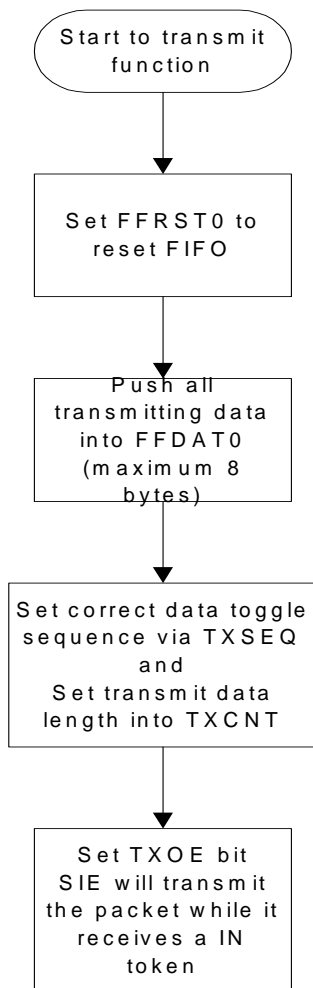 Start to transmit
function
Set FFRST0 to
reset FIFO
Push all
transmitting data
into FFDAT0
(maximum 8
bytes)
Set correct data toggle
sequence via TXSEQ
and
Set transmit data
length into TXCNT
Set TXOE bit
SIE will transmit
the packet while it
receives a IN
token